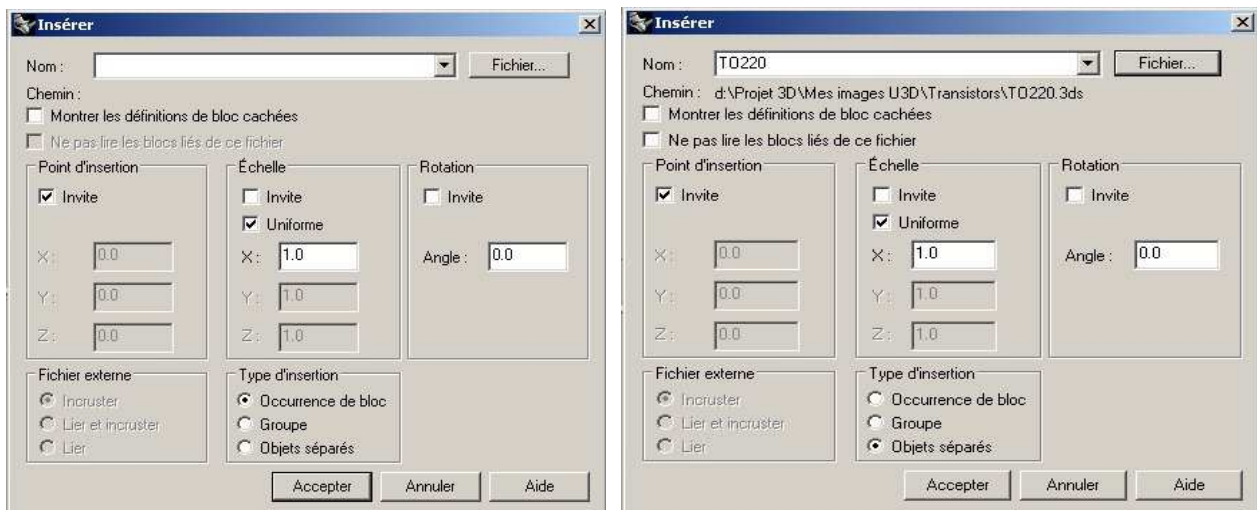 Insérer
Nom :
Fichier...
Chemin :
Montrer les définitions de bloc cachées
Ne pas lire les blocs liés de ce fichier
Point d'insertion
Échelle
Rotation
Invite
Invite
Invite
Uniforme
X : 0.0
X : 1.0
Angle : 0.0
Y : 0.0
Y : 1.0
Z : 0.0
Z : 1.0
Fichier externe
Type d'insertion
Incruster
Occurrence de bloc
Lier et incruster
Groupe
Lier
Objets séparés
Accepter
Annuler
Aide
Insérer
Nom : TO220
Fichier...
Chemin : d:\Projet 3D\Mes images U3D\Transistors\TO220.3ds
Montrer les définitions de bloc cachées
Ne pas lire les blocs liés de ce fichier
Point d'insertion
Échelle
Rotation
Invite
Invite
Invite
Uniforme
X : 0.0
X : 1.0
Angle : 0.0
Y : 0.0
Y : 1.0
Z : 0.0
Z : 1.0
Fichier externe
Type d'insertion
Incruster
Occurrence de bloc
Lier et incruster
Groupe
Lier
Objets séparés
Accepter
Annuler
Aide